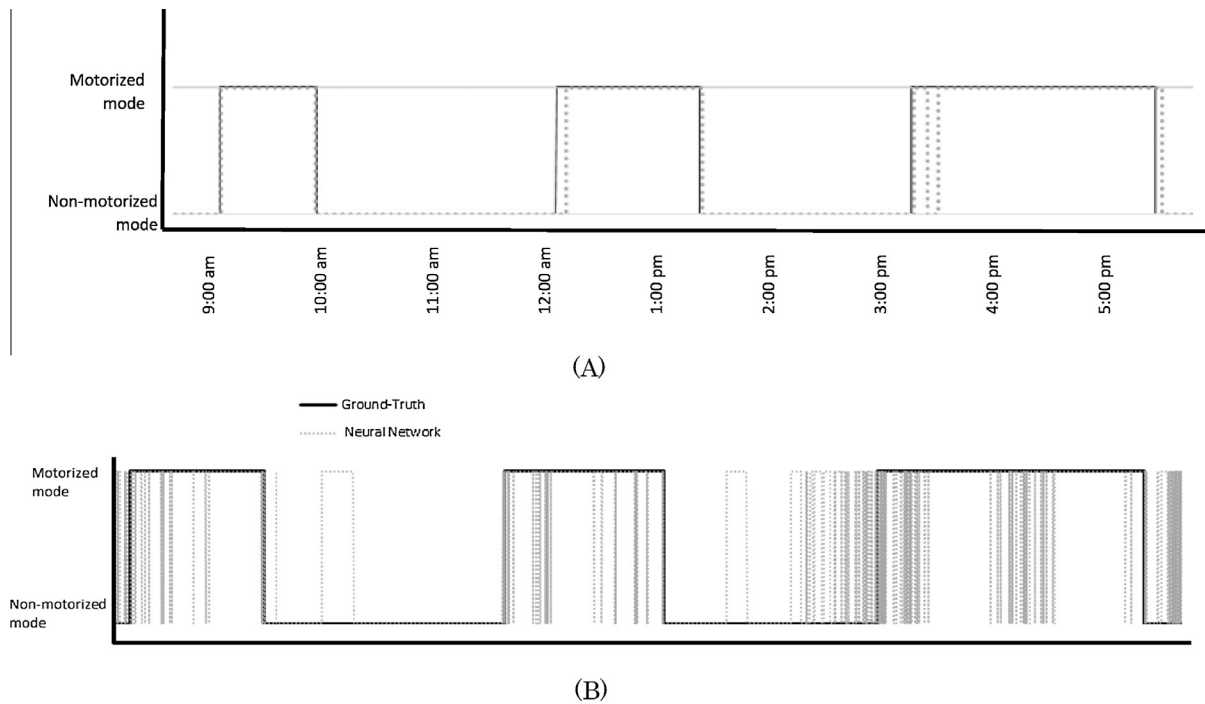 Motorized
mode
Non-motorized
mode
9:00 am
10:00 am
11:00 am
12:00 am
1:00 pm
2:00 pm
3:00 pm
4:00 pm
5:00 pm
(A)
Ground-Truth
Neural Network
Motorized
mode
Non-motorized
mode
(B)